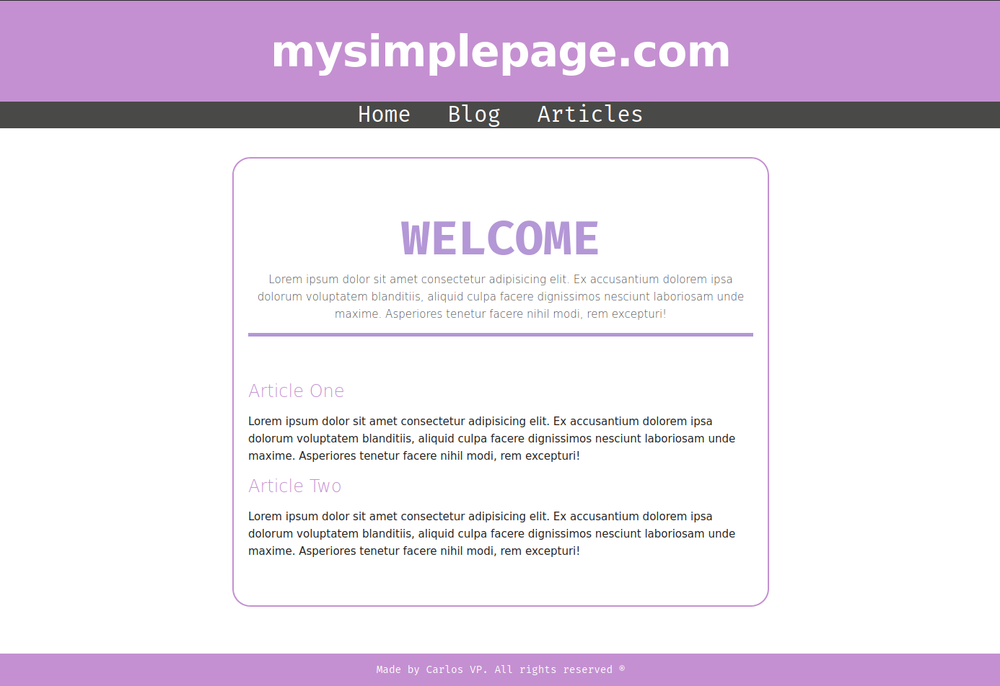 mysimplepage.com
Home Blog Articles
WELCOME
Lorem ipsum dolor sit amet consectetur adipisicing elit. Ex accusantium dolorem ipsa
dolorum voluptatem blanditiis, aliquid culpa facere dignissimos nesciunt laboriosam unde
maxime. Asperiores tenetur facere nihil modi, rem excepturi!
Article One
Lorem ipsum dolor sit amet consectetur adipisicing elit. Ex accusantium dolorem ipsa
dolorum voluptatem blanditiis, aliquid culpa facere dignissimos nesciunt laboriosam unde
maxime. Asperiores tenetur facere nihil modi, rem excepturi!
Article Two
Lorem ipsum dolor sit amet consectetur adipisicing elit. Ex accusantium dolorem ipsa
dolorum voluptatem blanditiis, aliquid culpa facere dignissimos nesciunt laboriosam unde
maxime. Asperiores tenetur facere nihil modi, rem excepturi!
Made by Carlos VP. All rights reserved ®